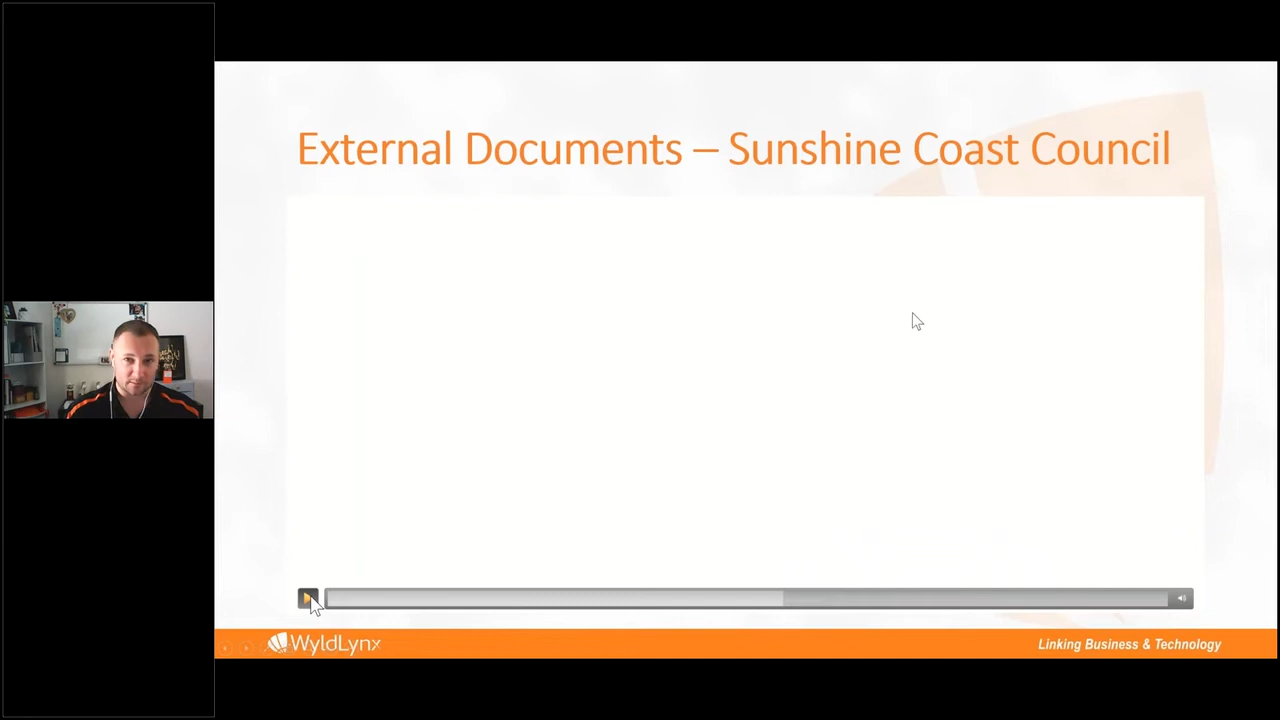 External Documents – Sunshine Coast Council
WyldLynx
Linking Business & Technology